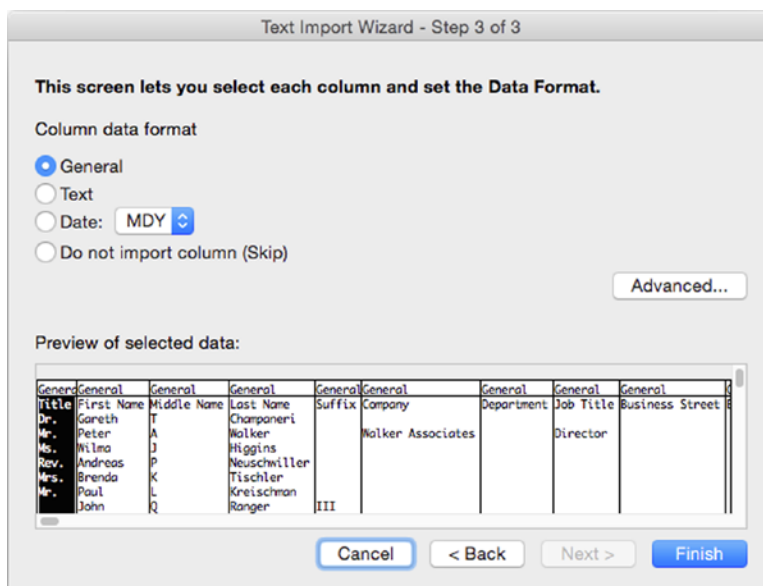 Text Import Wizard - Step 3 of 3
This screen lets you select each column and set the Data Format.
Column data format
General
Text
Date: MDY
Do not import column (Skip)
Advanced...
Preview of selected data:
General General General General General General General General
Title First Name Middle Name Last Name Suffix Company Department Job Title Business Street
Dr. Gareth T Champaneri
Mr. Peter A Walker Walker Associates Director
Ms. Wilma J Higgins
Rev. Andreas P Neuschwiller
Mrs. Brenda K Tischler
Mr. Paul L Kreischman
John Q Ranger III
Cancel < Back Next > Finish